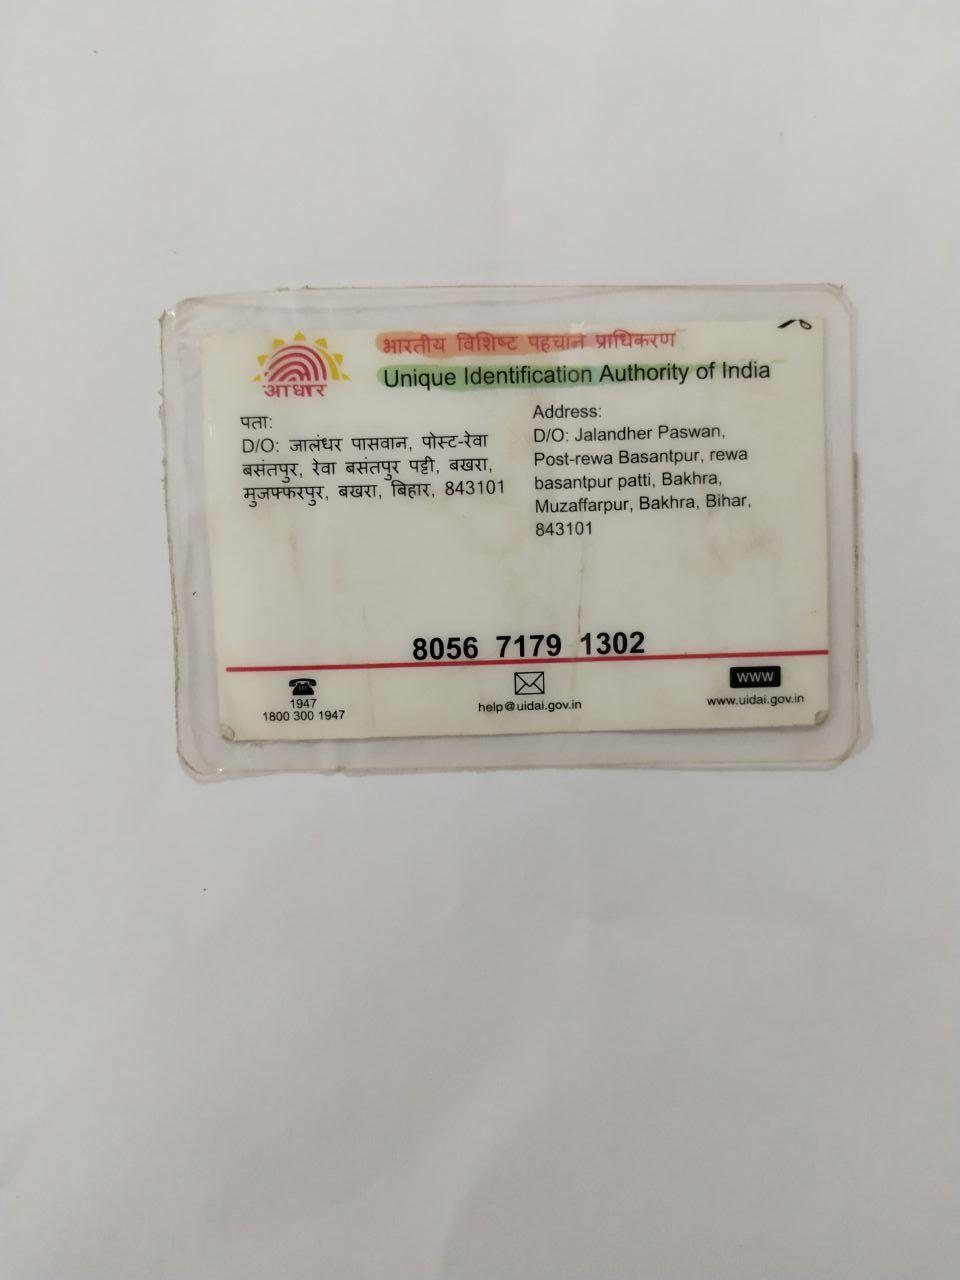 भारतीय विशिष्ट पहचान प्राधिकरण
Unique Identification Authority of India
आधार
पता:
D/O: जालंधर पासवान, पोस्ट-रेवा
बसंतपुर, रेवा बसंतपुर पट्टी, बखरा,
मुजफ्फरपुर, बखरा, बिहार, 843101
Address:
D/O: Jalandher Paswan,
Post-rewa Basantpur, rewa
basantpur patti, Bakhra,
Muzaffarpur, Bakhra, Bihar,
843101
8056 7179 1302
1947
1800 300 1947
help@uidai.gov.in
WWW
www.uidai.gov.in